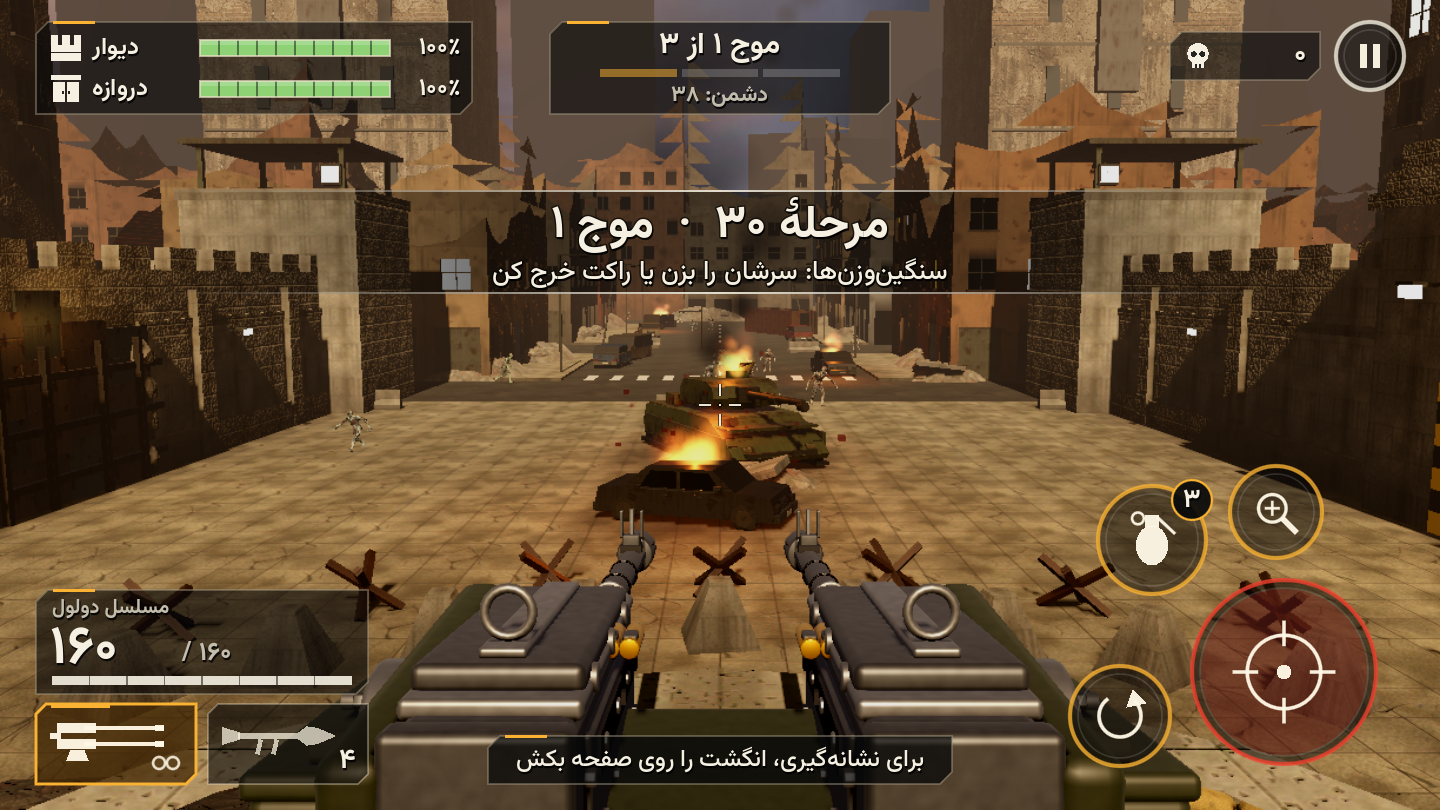 دیوار ۱۰۰٪
دروازه ۱۰۰٪
موج ۱ از ۳
دشمن: ۳۸
۰
مرحلهٔ ۳۰ · موج ۱
سنگین‌وزن‌ها: سرشان را بزن یا راکت خرج کن
۳
مسلسل دولول
۱۶۰ / ۱۶۰
∞
۴
برای نشانه‌گیری، انگشت را روی صفحه بکش